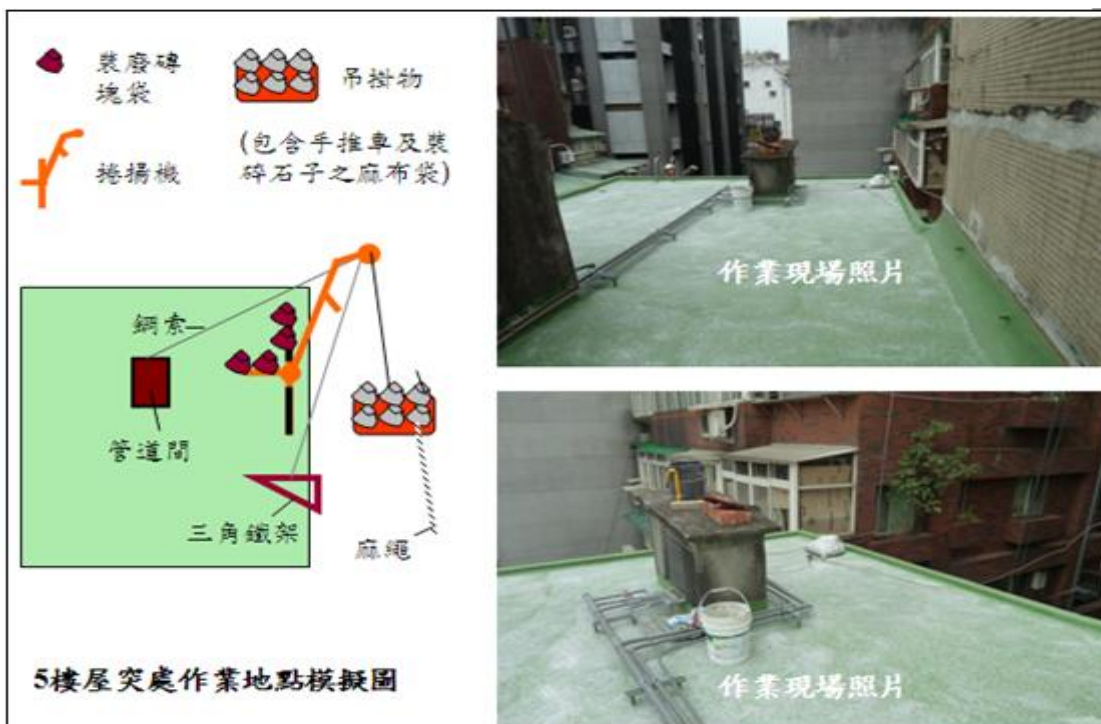 裝廢磚
塊袋
吊掛物
捲揚機
(包含手推車及裝
碎石子之麻布袋)
鋼索
管道間
三角鐵架
麻繩
5樓屋突處作業地點模擬圖
作業現場照片
作業現場照片